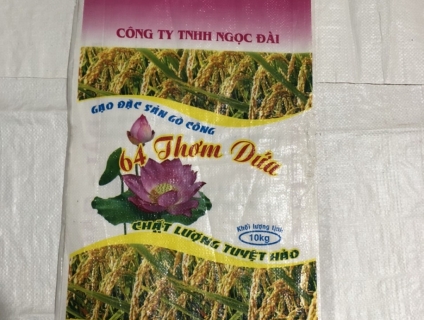 CÔNG TY TNHH NGỌC ĐÀI
GẠO ĐẶC SẢN GÒ CÔNG
64 Thơm Dứa
Khối lượng tịnh
10kg
CHẤT LƯỢNG TUYỆT HẢO